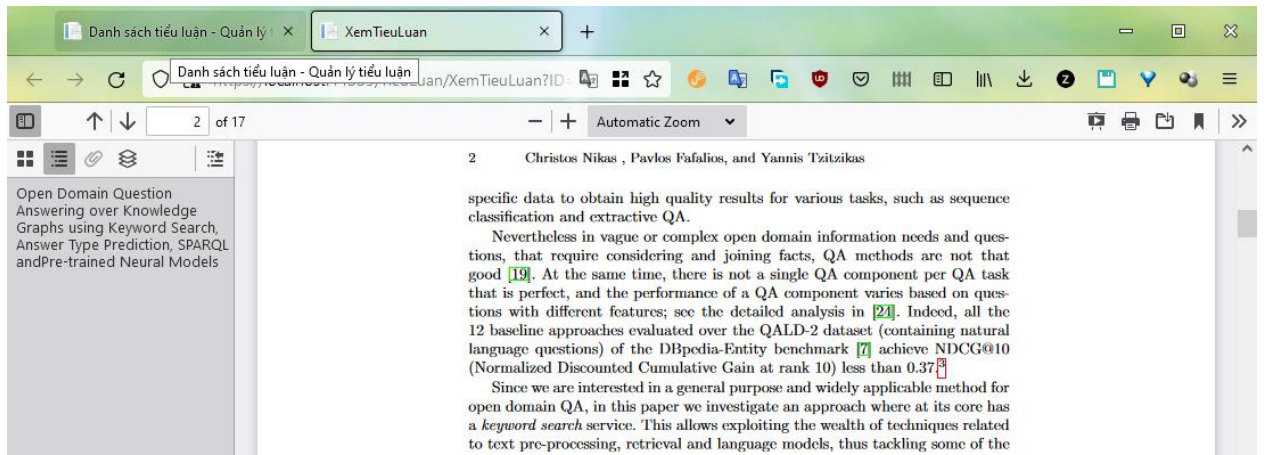 Danh sách tiểu luận - Quản lý
XemTieuLuan
Danh sách tiểu luận - Quản lý tiểu luận
Luan/XemTieuLuan?ID
2 of 17
Automatic Zoom
Open Domain Question
Answering over Knowledge
Graphs using Keyword Search,
Answer Type Prediction, SPARQL
andPre-trained Neural Models
2 Christos Nikas , Pavlos Fafalios, and Yannis Tzitzikas
specific data to obtain high quality results for various tasks, such as sequence
classification and extractive QA.
Nevertheless in vague or complex open domain information needs and ques-
tions, that require considering and joining facts, QA methods are not that
good [19]. At the same time, there is not a single QA component per QA task
that is perfect, and the performance of a QA component varies based on ques-
tions with different features; see the detailed analysis in [24]. Indeed, all the
12 baseline approaches evaluated over the QALD-2 dataset (containing natural
language questions) of the DBpedia-Entity benchmark [7] achieve NDCG@10
(Normalized Discounted Cumulative Gain at rank 10) less than 0.37.3
Since we are interested in a general purpose and widely applicable method for
open domain QA, in this paper we investigate an approach where at its core has
a keyword search service. This allows exploiting the wealth of techniques related
to text pre-processing, retrieval and language models, thus tackling some of the